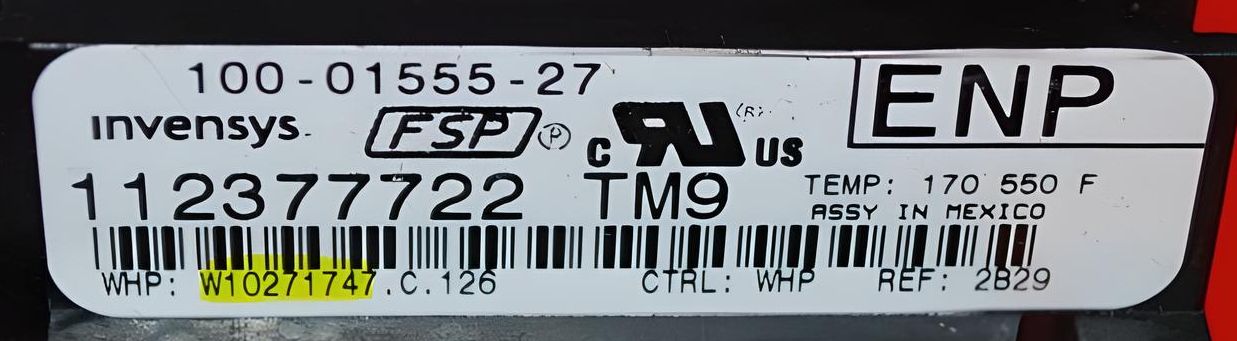 100-01555-27
ENP
invensys. FSP (P) C RU (R) US
112377722 TM9
TEMP: 170 550 F
ASSY IN MEXICO
WHP: W10271747.C.126 CTRL: WHP REF: 2B29